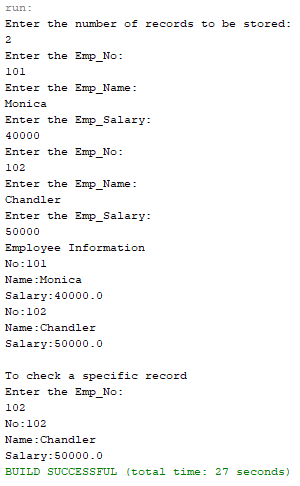 run:
Enter the number of records to be stored:
2
Enter the Emp_No:
101
Enter the Emp_Name:
Monica
Enter the Emp_Salary:
40000
Enter the Emp_No:
102
Enter the Emp_Name:
Chandler
Enter the Emp_Salary:
50000
Employee Information
No:101
Name:Monica
Salary:40000.0
No:102
Name:Chandler
Salary:50000.0
To check a specific record
Enter the Emp_No:
102
No:102
Name:Chandler
Salary:50000.0
BUILD SUCCESSFUL (total time: 27 seconds)